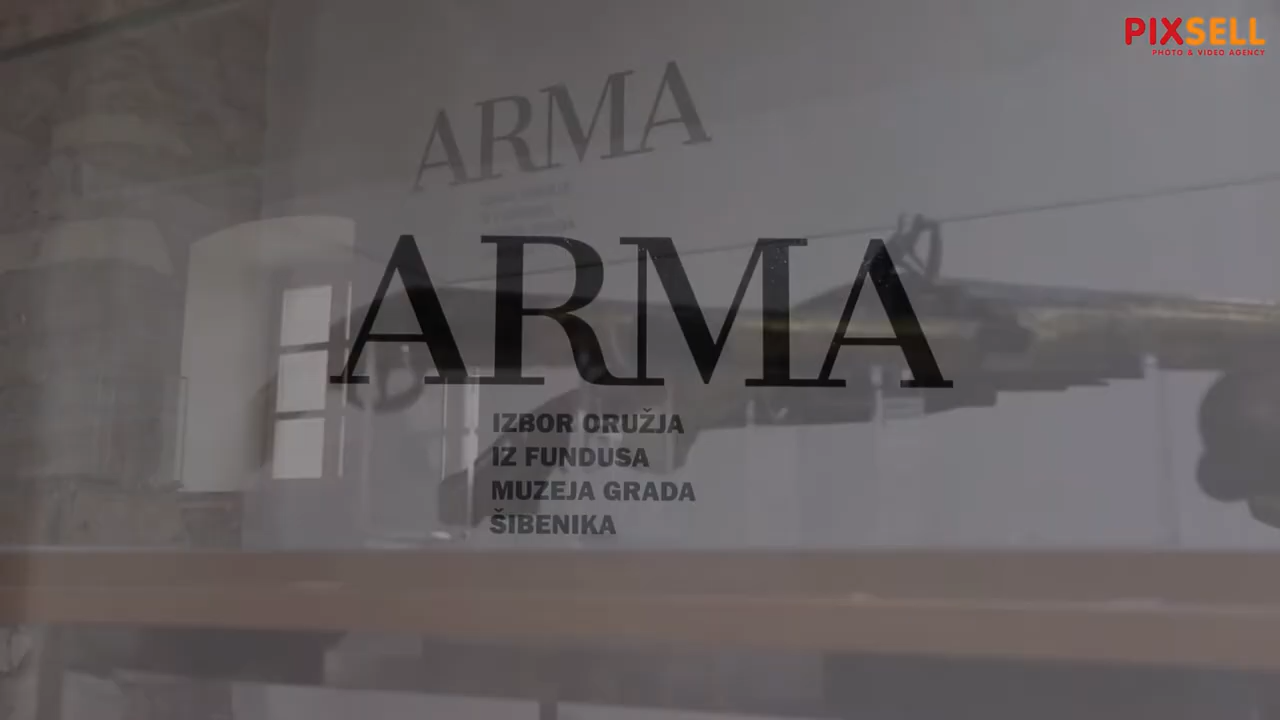 PIXSELL
PHOTO & VIDEO AGENCY
ARMA
ARMA
IZBOR ORUŽJA
IZ FUNDUSA
MUZEJA GRADA
ŠIBENIKA